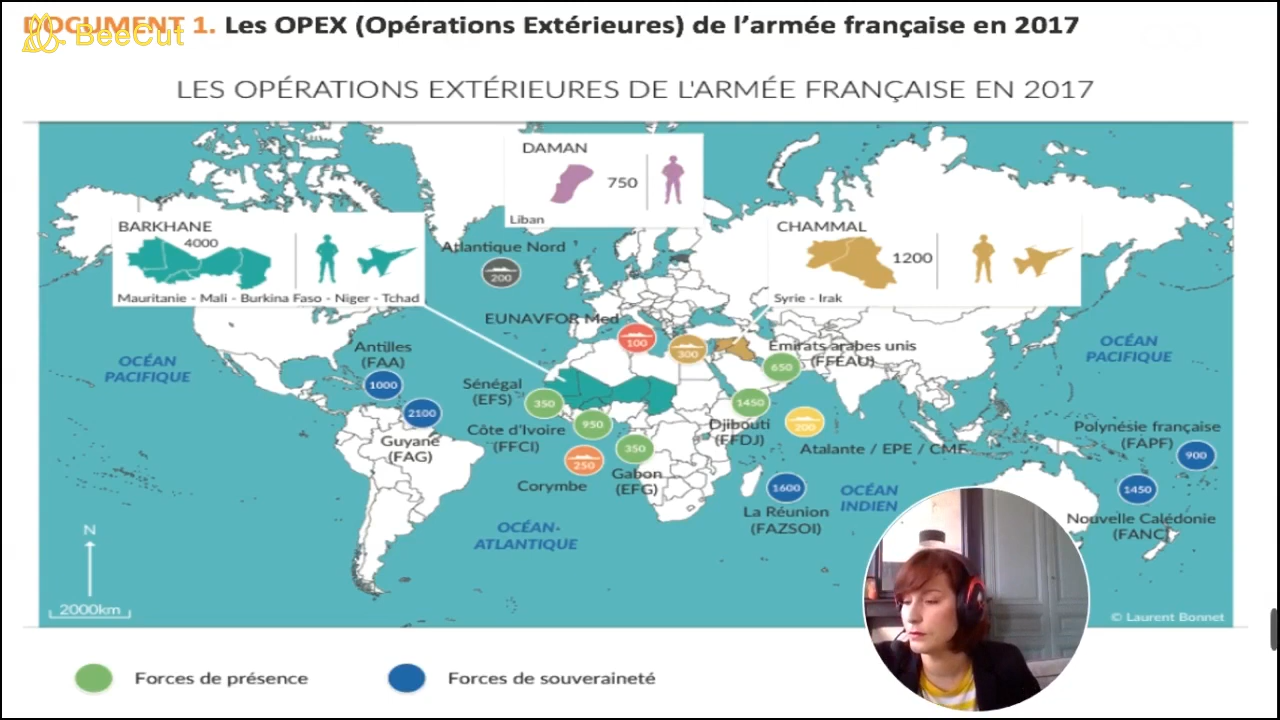 DOCUMENT 1. Les OPEX (Opérations Extérieures) de l'armée française en 2017
BeeCut
LES OPÉRATIONS EXTÉRIEURES DE L'ARMÉE FRANÇAISE EN 2017
DAMAN
750
Liban
BARKHANE
4000
Mauritanie - Mali - Burkina Faso - Niger - Tchad
CHAMMAL
1200
Syrie - Irak
Atlantique Nord
200
EUNAVFOR Med
100
300
Émirats arabes unis
(FFEAU)
650
OCÉAN
PACIFIQUE
OCÉAN
PACIFIQUE
Antilles
(FAA)
1000
2100
Guyane
(FAG)
Sénégal
(EFS)
350
Côte d'Ivoire
(FFCI)
950
250
Corymbe
350
Gabon
(EFG)
1450
Djibouti
(FFDJ)
200
Atalante / EPE / CMF
1600
La Réunion
(FAZSOI)
OCÉAN
INDIEN
OCÉAN-
ATLANTIQUE
Polynésie française
(FAPF)
900
1450
Nouvelle Calédonie
(FANC)
N
2000km
© Laurent Bonnet
Forces de présence
Forces de souveraineté